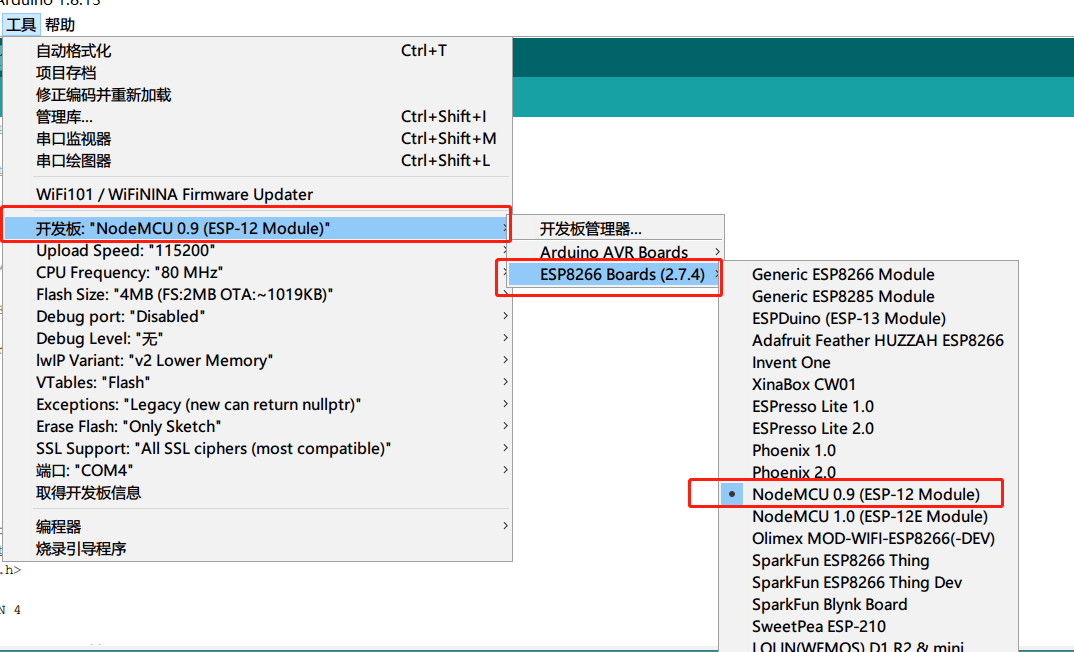 Arduino 1.8.13
工具 帮助
自动格式化 Ctrl+T
项目存档
修正编码并重新加载
管理库... Ctrl+Shift+I
串口监视器 Ctrl+Shift+M
串口绘图器 Ctrl+Shift+L
WiFi101 / WiFiNINA Firmware Updater
开发板: "NodeMCU 0.9 (ESP-12 Module)"
Upload Speed: "115200"
CPU Frequency: "80 MHz"
Flash Size: "4MB (FS:2MB OTA:~1019KB)"
Debug port: "Disabled"
Debug Level: "无"
lwIP Variant: "v2 Lower Memory"
VTables: "Flash"
Exceptions: "Legacy (new can return nullptr)"
Erase Flash: "Only Sketch"
SSL Support: "All SSL ciphers (most compatible)"
端口: "COM4"
取得开发板信息
编程器
烧录引导程序
开发板管理器...
Arduino AVR Boards
ESP8266 Boards (2.7.4)
Generic ESP8266 Module
Generic ESP8285 Module
ESPDuino (ESP-13 Module)
Adafruit Feather HUZZAH ESP8266
Invent One
XinaBox CW01
ESPresso Lite 1.0
ESPresso Lite 2.0
Phoenix 1.0
Phoenix 2.0
NodeMCU 0.9 (ESP-12 Module)
NodeMCU 1.0 (ESP-12E Module)
Olimex MOD-WIFI-ESP8266(-DEV)
SparkFun ESP8266 Thing
SparkFun ESP8266 Thing Dev
SparkFun Blynk Board
SweetPea ESP-210
LOLIN(WEMOS) D1 R2 & mini
.h>
N 4